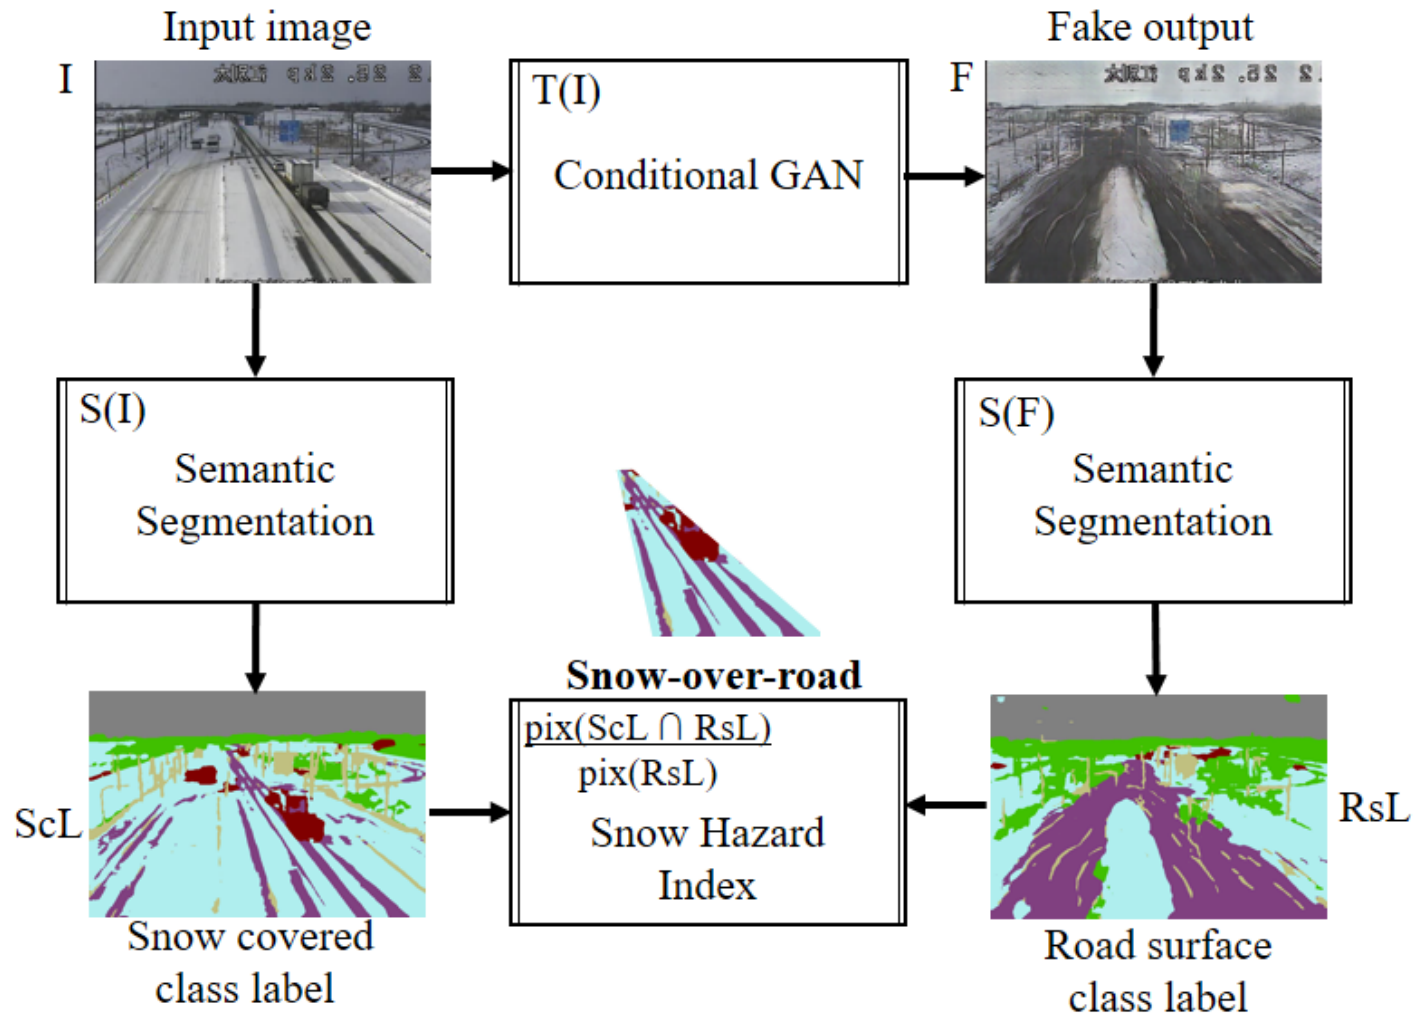 Input image
Fake output
I
T(I)
F
Conditional GAN
S(I)
Semantic
Segmentation
S(F)
Semantic
Segmentation
Snow-over-road
pix(ScL ∩ RsL)
pix(RsL)
Snow Hazard
Index
ScL
RsL
Snow covered
class label
Road surface
class label